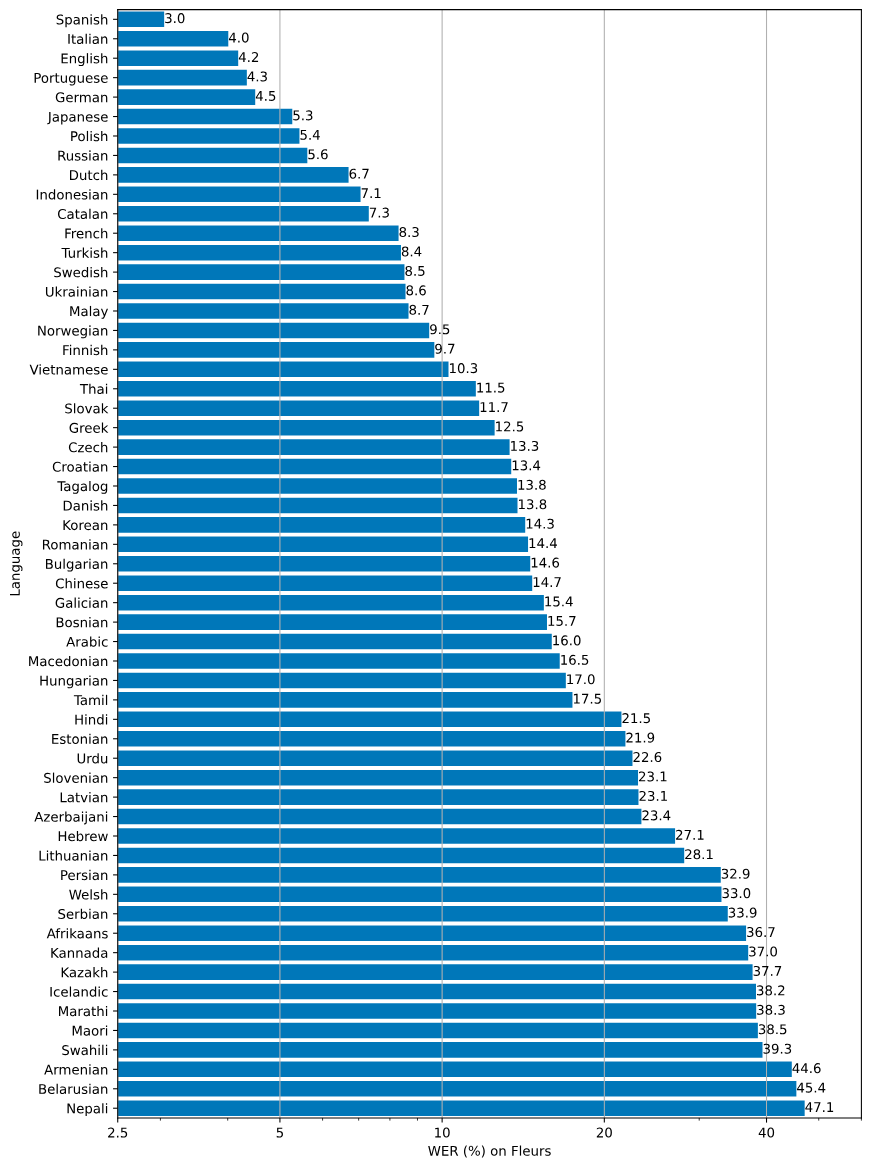 Spanish 3.0
Italian 4.0
English 4.2
Portuguese 4.3
German 4.5
Japanese 5.3
Polish 5.4
Russian 5.6
Dutch 6.7
Indonesian 7.1
Catalan 7.3
French 8.3
Turkish 8.4
Swedish 8.5
Ukrainian 8.6
Malay 8.7
Norwegian 9.5
Finnish 9.7
Vietnamese 10.3
Thai 11.5
Slovak 11.7
Greek 12.5
Czech 13.3
Croatian 13.4
Tagalog 13.8
Danish 13.8
Korean 14.3
Romanian 14.4
Bulgarian 14.6
Chinese 14.7
Galician 15.4
Bosnian 15.7
Arabic 16.0
Macedonian 16.5
Hungarian 17.0
Tamil 17.5
Hindi 21.5
Estonian 21.9
Urdu 22.6
Slovenian 23.1
Latvian 23.1
Azerbaijani 23.4
Hebrew 27.1
Lithuanian 28.1
Persian 32.9
Welsh 33.0
Serbian 33.9
Afrikaans 36.7
Kannada 37.0
Kazakh 37.7
Icelandic 38.2
Marathi 38.3
Maori 38.5
Swahili 39.3
Armenian 44.6
Belarusian 45.4
Nepali 47.1
Language
2.5 5 10 20 40
WER (%) on Fleurs